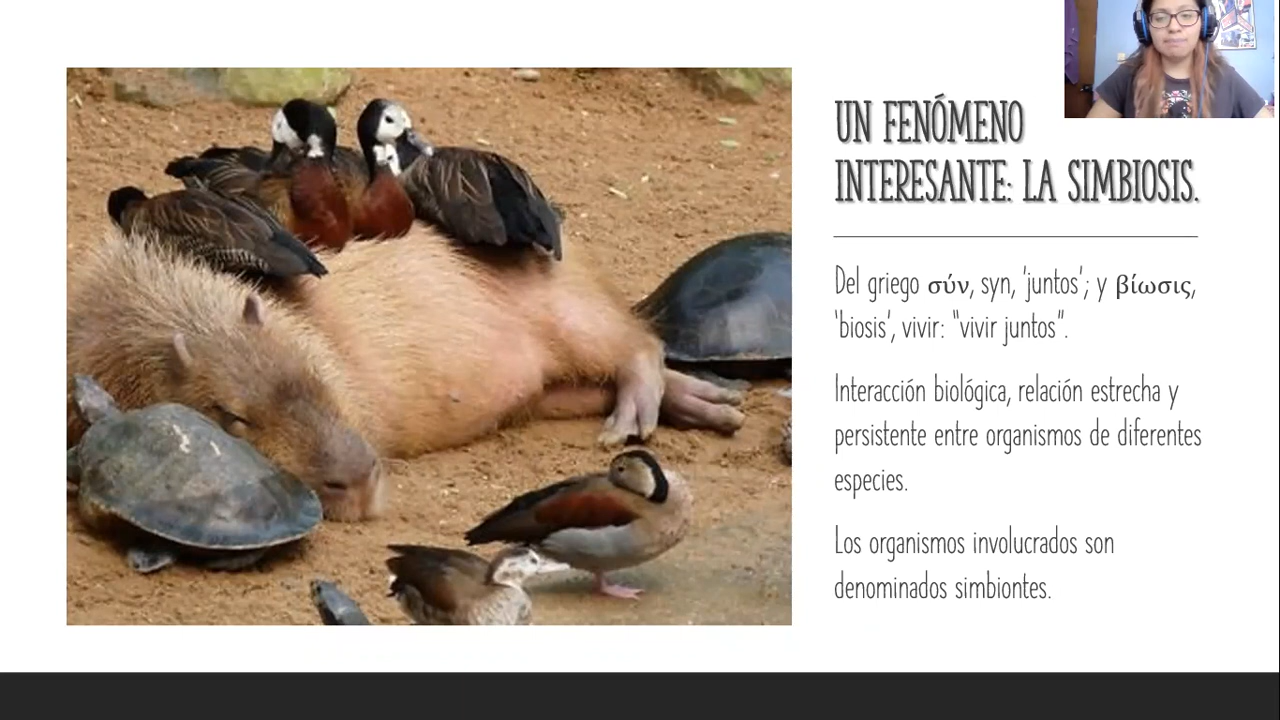 UN FENÓMENO
INTERESANTE: LA SIMBIOSIS.
Del griego σύν, syn, 'juntos'; y βίωσις,
'biosis', vivir: "vivir juntos".
Interacción biológica, relación estrecha y
persistente entre organismos de diferentes
especies.
Los organismos involucrados son
denominados simbiontes.